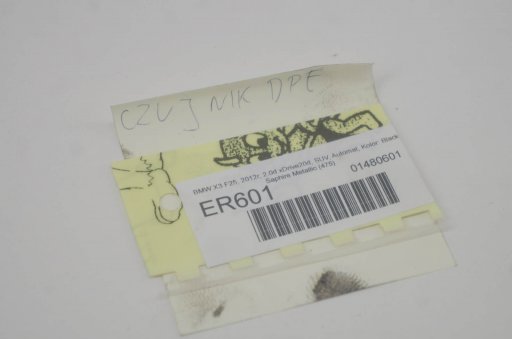 CZUJNIK DPF
BMW X3 F25, 2012r, 2.0d xDrive20d, SUV, Automat, Kolor: Black
Saphire Metallic (475)
ER601
01480601